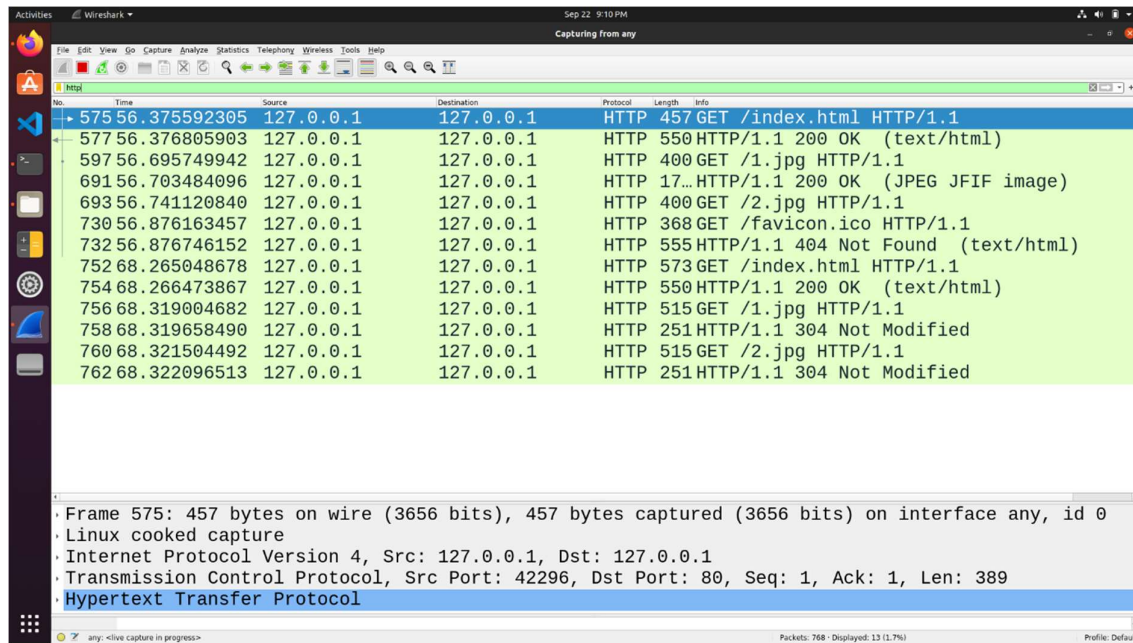 Activities Wireshark Sep 22 9:10 PM
Capturing from any
File Edit View Go Capture Analyze Statistics Telephony Wireless Tools Help
http
No. Time Source Destination Protocol Length Info
575 56.375592305 127.0.0.1 127.0.0.1 HTTP 457 GET /index.html HTTP/1.1
577 56.376805903 127.0.0.1 127.0.0.1 HTTP 550 HTTP/1.1 200 OK (text/html)
597 56.695749942 127.0.0.1 127.0.0.1 HTTP 400 GET /1.jpg HTTP/1.1
691 56.703484096 127.0.0.1 127.0.0.1 HTTP 17… HTTP/1.1 200 OK (JPEG JFIF image)
693 56.741120840 127.0.0.1 127.0.0.1 HTTP 400 GET /2.jpg HTTP/1.1
730 56.876163457 127.0.0.1 127.0.0.1 HTTP 368 GET /favicon.ico HTTP/1.1
732 56.876746152 127.0.0.1 127.0.0.1 HTTP 555 HTTP/1.1 404 Not Found (text/html)
752 68.265048678 127.0.0.1 127.0.0.1 HTTP 573 GET /index.html HTTP/1.1
754 68.266473867 127.0.0.1 127.0.0.1 HTTP 550 HTTP/1.1 200 OK (text/html)
756 68.319004682 127.0.0.1 127.0.0.1 HTTP 515 GET /1.jpg HTTP/1.1
758 68.319658490 127.0.0.1 127.0.0.1 HTTP 251 HTTP/1.1 304 Not Modified
760 68.321504492 127.0.0.1 127.0.0.1 HTTP 515 GET /2.jpg HTTP/1.1
762 68.322096513 127.0.0.1 127.0.0.1 HTTP 251 HTTP/1.1 304 Not Modified
Frame 575: 457 bytes on wire (3656 bits), 457 bytes captured (3656 bits) on interface any, id 0
Linux cooked capture
Internet Protocol Version 4, Src: 127.0.0.1, Dst: 127.0.0.1
Transmission Control Protocol, Src Port: 42296, Dst Port: 80, Seq: 1, Ack: 1, Len: 389
Hypertext Transfer Protocol
any: <live capture in progress> Packets: 768 · Displayed: 13 (1.7%) Profile: Defau